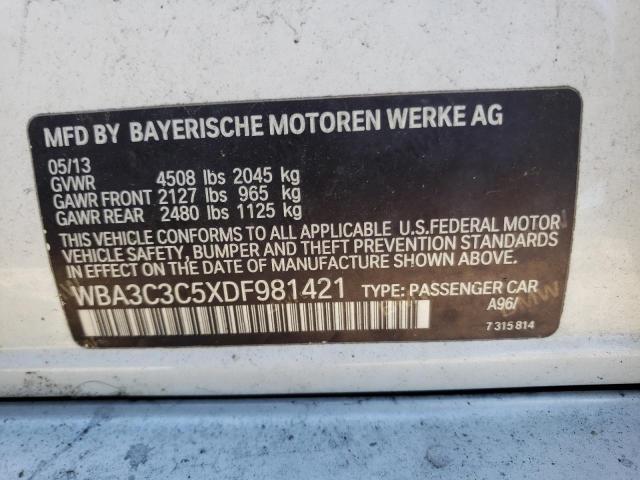 MFD BY BAYERISCHE MOTOREN WERKE AG
05/13
GVWR 4508 lbs 2045 kg
GAWR FRONT 2127 lbs 965 kg
GAWR REAR 2480 lbs 1125 kg
THIS VEHICLE CONFORMS TO ALL APPLICABLE U.S.FEDERAL MOTOR
VEHICLE SAFETY, BUMPER AND THEFT PREVENTION STANDARDS
IN EFFECT ON THE DATE OF MANUFACTURE SHOWN ABOVE.
WBA3C3C5XDF981421 TYPE: PASSENGER CAR
A96/
7 315 814